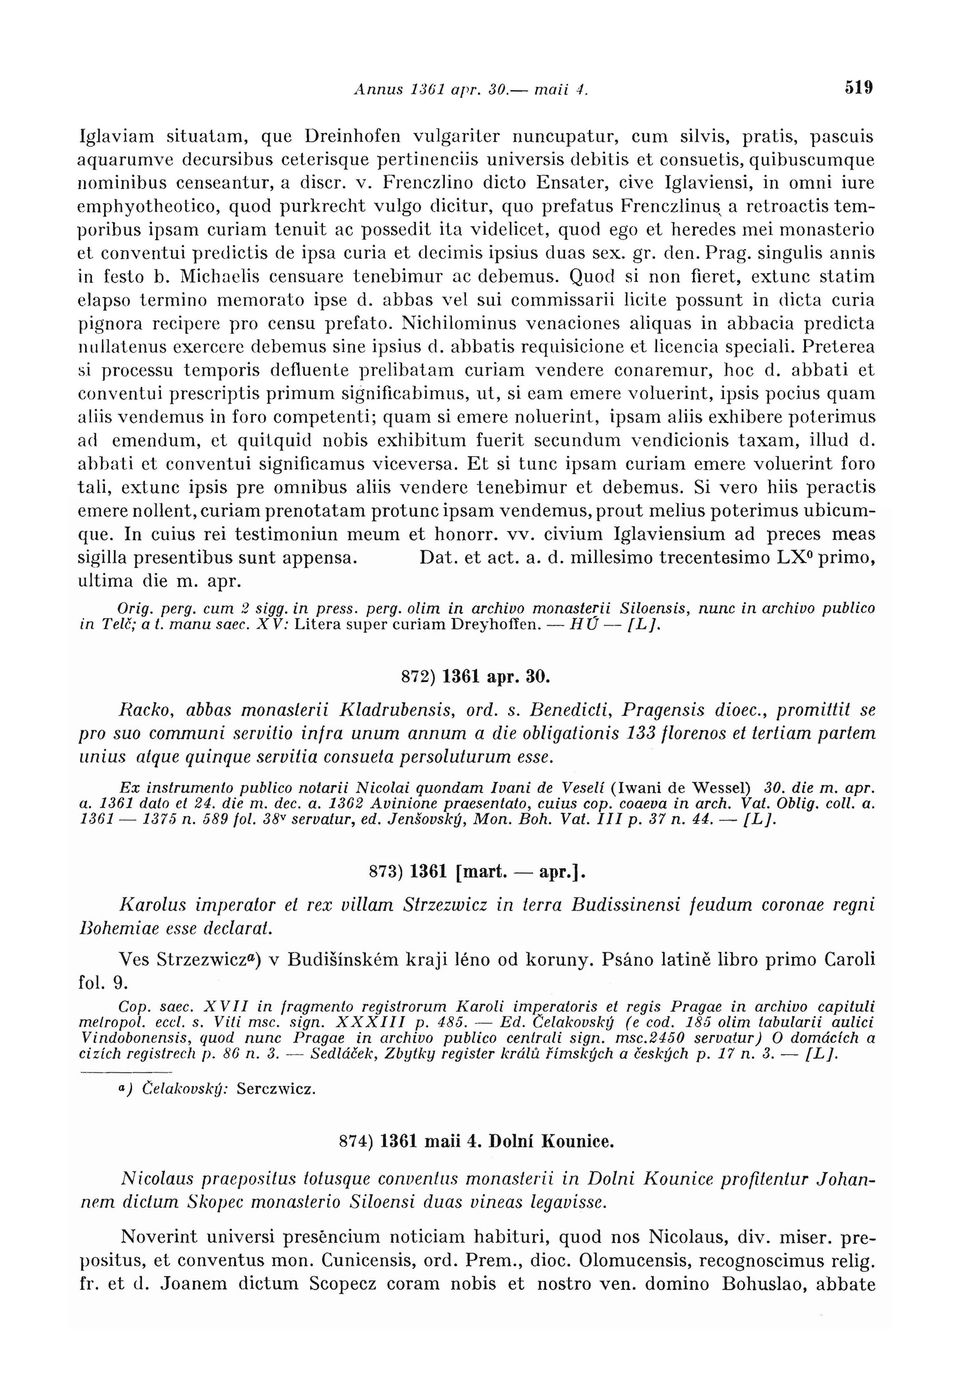 Annus 1361 apr. 30.— maii 4. 519
Iglaviam situatam, que Dreinhofen vulgariter nuncupatur, cum silvis, pratis, pascuis
aquarumve decursibus ceterisque pertinenciis universis debitis et consuetis, quibuscumque
nominibus censeantur, a discr. v. Frenczlino dicto Ensater, cive Iglaviensi, in omni iure
emphyotheotico, quod purkrecht vulgo dicitur, quo prefatus Frenczlinus a retroactis tem-
poribus ipsam curiam tenuit ac possedit ita videlicet, quod ego et heredes mei monasterio
et conventui predictis de ipsa curia et decimis ipsius duas sex. gr. den. Prag. singulis annis
in festo b. Michaelis censuare tenebimur ac debemus. Quod si non fieret, extunc statim
elapso termino memorato ipse d. abbas vel sui commissarii licite possunt in dicta curia
pignora recipere pro censu prefato. Nichilominus venaciones aliquas in abbacia predicta
nullatenus exercere debemus sine ipsius d. abbatis requisicione et licencia speciali. Preterea
si processu temporis defluente prelibatam curiam vendere conaremur, hoc d. abbati et
conventui prescriptis primum significabimus, ut, si eam emere voluerint, ipsis pocius quam
aliis vendemus in foro competenti; quam si emere noluerint, ipsam aliis exhibere poterimus
ad emendum, et quitquid nobis exhibitum fuerit secundum vendicionis taxam, illud d.
abbati et conventui significamus viceversa. Et si tunc ipsam curiam emere voluerint foro
tali, extunc ipsis pre omnibus aliis vendere tenebimur et debemus. Si vero hiis peractis
emere nollent, curiam prenotatam protunc ipsam vendemus, prout melius poterimus ubicum-
que. In cuius rei testimoniun meum et honorr. vv. civium Iglaviensium ad preces meas
sigilla presentibus sunt appensa. Dat. et act. a. d. millesimo trecentesimo LX⁰ primo,
ultima die m. apr.
Orig. perg. cum 2 sigg. in press. perg. olim in archivo monasterii Siloensis, nunc in archivo publico
in Telč; a t. manu saec. XV: Litera super curiam Dreyhoffen. — HÚ — [L].
872) 1361 apr. 30.
Racko, abbas monasterii Kladrubensis, ord. s. Benedicti, Pragensis dioec., promittit se
pro suo communi servitio infra unum annum a die obligationis 133 florenos et tertiam partem
unius atque quinque servitia consueta persoluturum esse.
Ex instrumento publico notarii Nicolai quondam Ivani de Veselí (Iwani de Wessel) 30. die m. apr.
a. 1361 dato et 24. die m. dec. a. 1362 Avinione praesentato, cuius cop. coaeva in arch. Vat. Oblig. coll. a.
1361 — 1375 n. 589 fol. 38ᵛ servatur, ed. Jenšovský, Mon. Boh. Vat. III p. 37 n. 44. — [L].
873) 1361 [mart. — apr.].
Karolus imperator et rex villam Strzezwicz in terra Budissinensi feudum coronae regni
Bohemiae esse declarat.
Ves Strzezwiczᵃ) v Budišínském kraji léno od koruny. Psáno latině libro primo Caroli
fol. 9.
Cop. saec. XVII in fragmento registrorum Karoli imperatoris et regis Pragae in archivo capituli
metropol. eccl. s. Viti msc. sign. XXXIII p. 485. — Ed. Čelakovský (e cod. 185 olim tabularii aulici
Vindobonensis, quod nunc Pragae in archivo publico centrali sign. msc.2450 servatur) O domácích a
cizích registrech p. 86 n. 3. — Sedláček, Zbytky register králů římských a českých p. 17 n. 3. — [L].
ᵃ) Čelakovský: Serczwicz.
874) 1361 maii 4. Dolní Kounice.
Nicolaus praepositus totusque conventus monasterii in Dolni Kounice profitentur Johan-
nem dictum Skopec monasterio Siloensi duas vineas legavisse.
Noverint universi presencium noticiam habituri, quod nos Nicolaus, div. miser. pre-
positus, et conventus mon. Cunicensis, ord. Prem., dioc. Olomucensis, recognoscimus relig.
fr. et d. Joanem dictum Scopecz coram nobis et nostro ven. domino Bohuslao, abbate